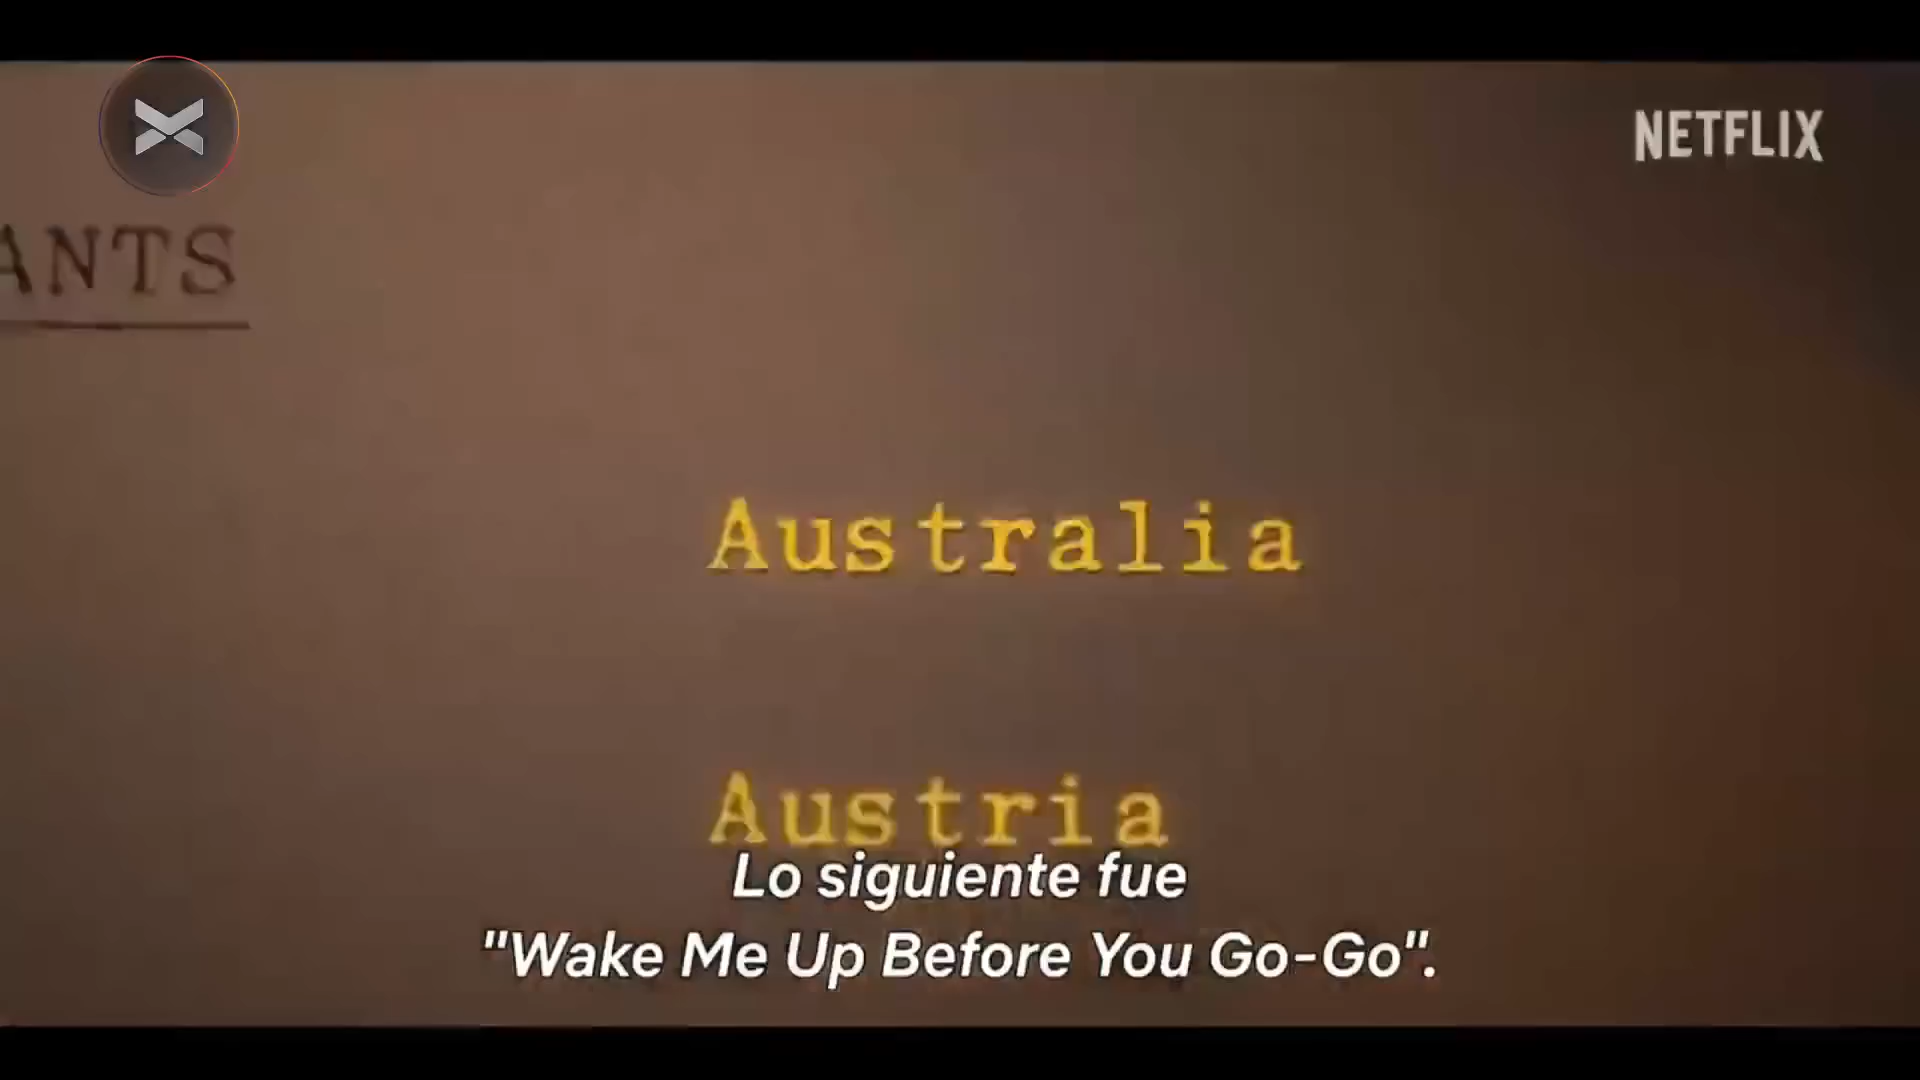 NETFLIX
ANTS
Australia
Austria
Lo siguiente fue
"Wake Me Up Before You Go-Go".